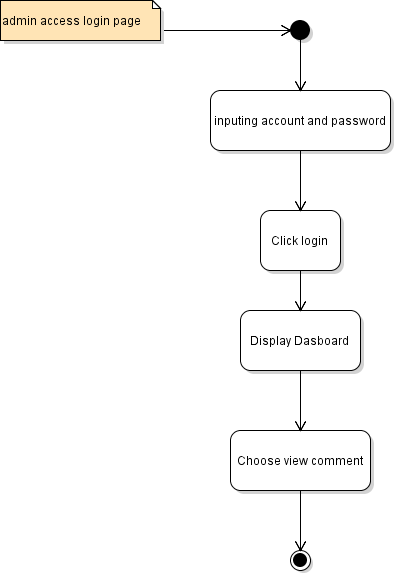 admin access login page
inputing account and password
Click login
Display Dasboard
Choose view comment